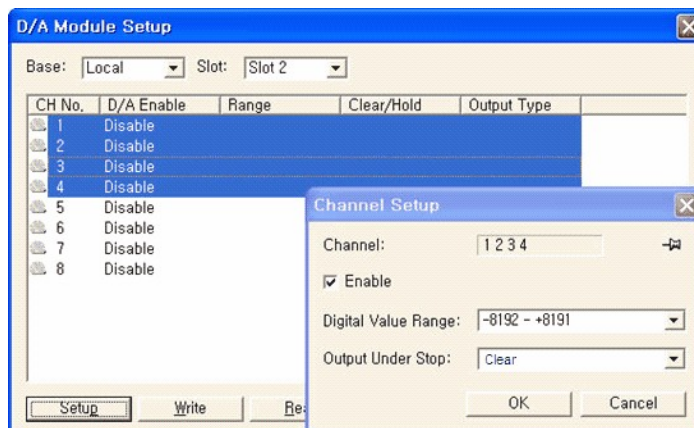 D/A Module Setup
Base: Local Slot: Slot 2
CH No. D/A Enable Range Clear/Hold Output Type
1 Disable
2 Disable
3 Disable
4 Disable
5 Disable
6 Disable
7 Disable
8 Disable
Setup Write
Channel Setup
Channel: 1 2 3 4
Enable
Digital Value Range: -8192 - +8191
Output Under Stop: Clear
OK Cancel